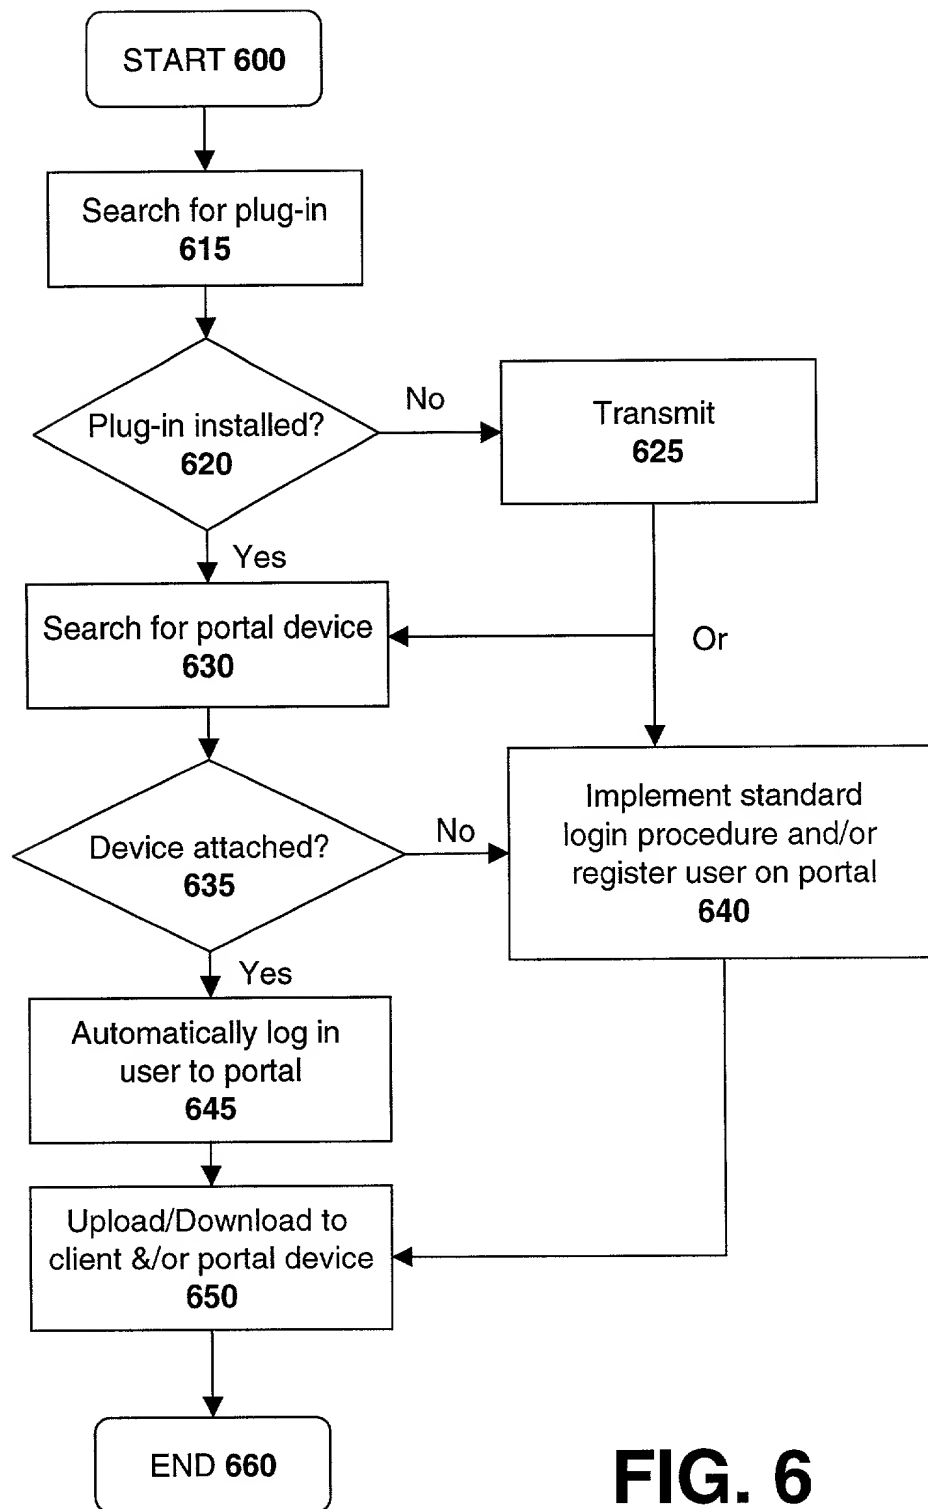 START 600
Search for plug-in
615
Plug-in installed?
620
No
Transmit
625
Yes
Search for portal device
630
Or
Device attached?
635
No
Implement standard
login procedure and/or
register user on portal
640
Yes
Automatically log in
user to portal
645
Upload/Download to
client &/or portal device
650
END 660
FIG. 6